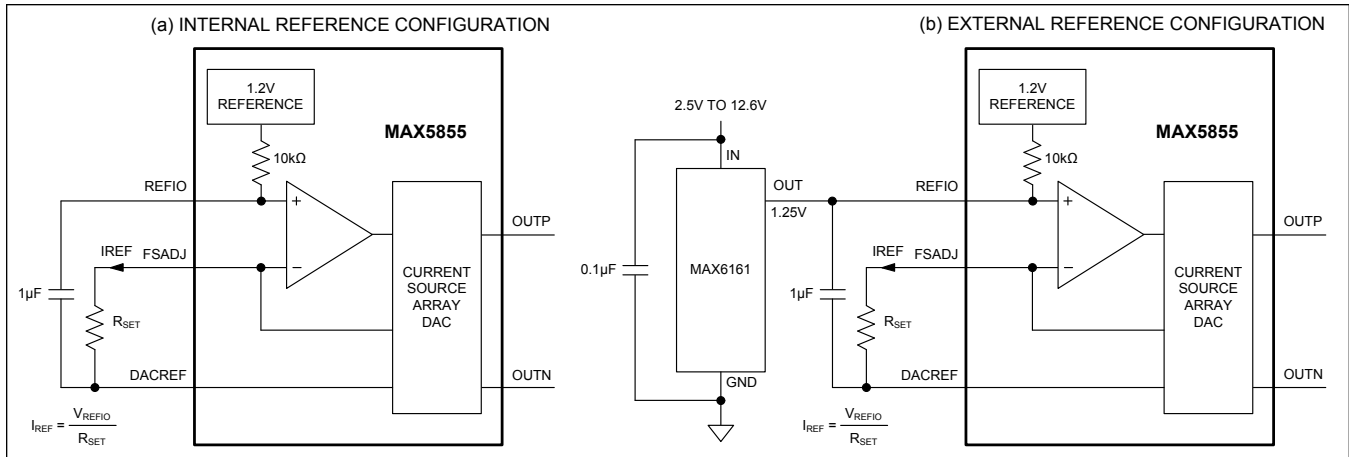 (a) INTERNAL REFERENCE CONFIGURATION
1.2V
REFERENCE
MAX5855
10kΩ
REFIO
+
OUTP
IREF
FSADJ
−
1µF
RSET
CURRENT
SOURCE
ARRAY
DAC
DACREF
OUTN
IREF = VREFIO
RSET
(b) EXTERNAL REFERENCE CONFIGURATION
2.5V TO 12.6V
IN
OUT
1.25V
0.1µF
MAX6161
GND
1.2V
REFERENCE
MAX5855
10kΩ
REFIO
+
OUTP
IREF
FSADJ
−
1µF
RSET
CURRENT
SOURCE
ARRAY
DAC
DACREF
OUTN
IREF = VREFIO
RSET